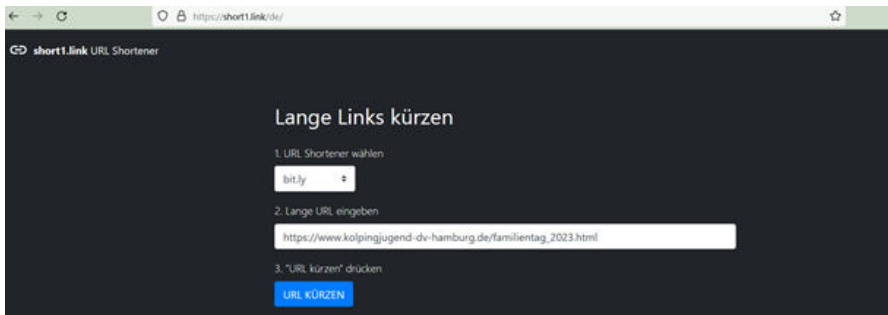 https://short1.link/de/
short1.link URL Shortener
Lange Links kürzen
1. URL Shortener wählen
bit.ly
2. Lange URL eingeben
https://www.kolpingjugend-dv-hamburg.de/familientag_2023.html
3. "URL kürzen" drücken
URL KÜRZEN